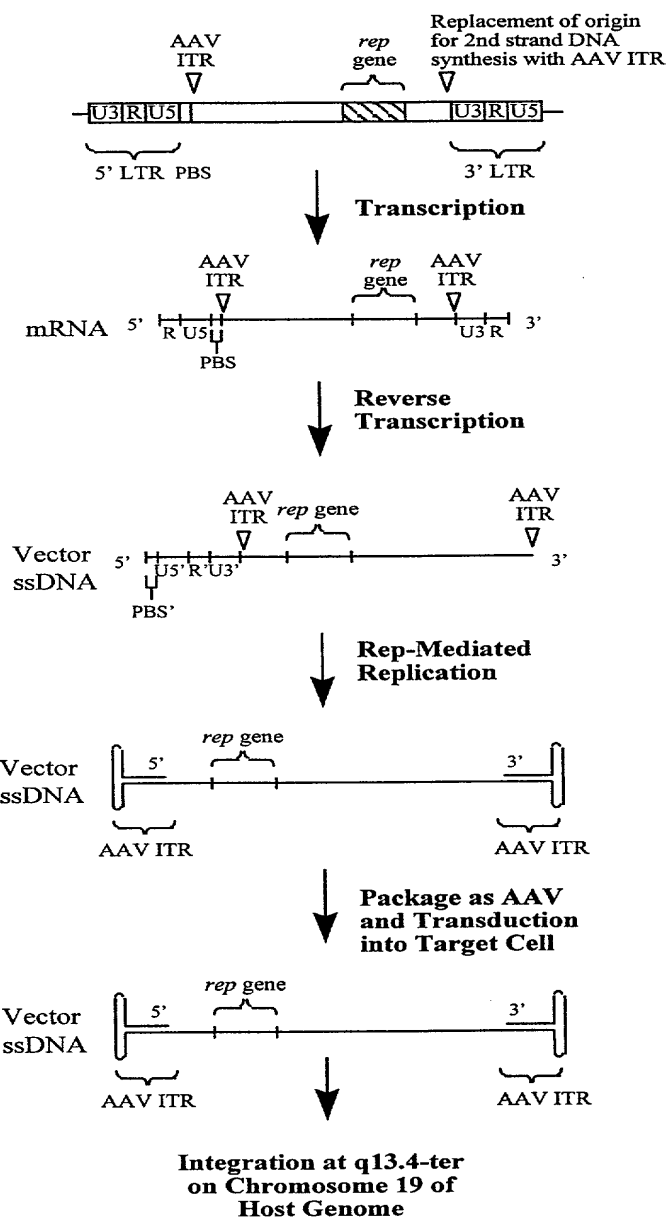 AAV
ITR
rep
gene
Replacement of origin
for 2nd strand DNA
synthesis with AAV ITR
U3 R U5 U3 R U5
5' LTR PBS 3' LTR
Transcription
AAV
ITR
rep
gene
AAV
ITR
mRNA 5' R U5 U3 R 3'
PBS
Reverse
Transcription
AAV
ITR
rep gene
AAV
ITR
Vector
ssDNA
5' U5' R' U3' 3'
PBS'
Rep-Mediated
Replication
rep gene
Vector
ssDNA
5' 3'
AAV ITR AAV ITR
Package as AAV
and Transduction
into Target Cell
rep gene
Vector
ssDNA
5' 3'
AAV ITR AAV ITR
Integration at q13.4-ter
on Chromosome 19 of
Host Genome